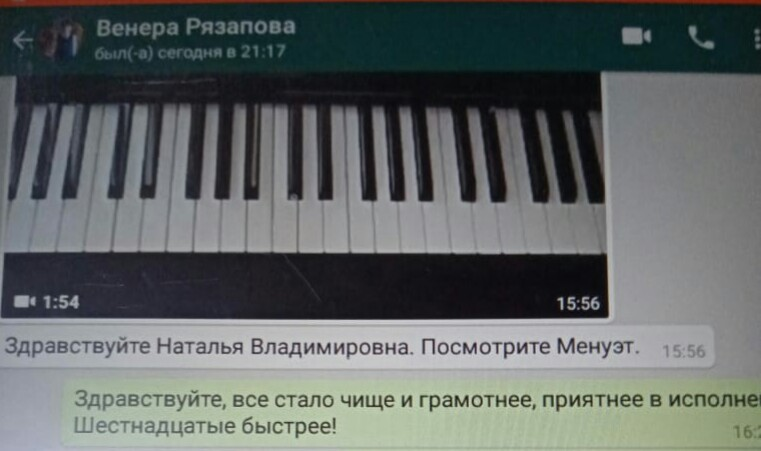 Венера Рязапова
был(-а) сегодня в 21:17
1:54
15:56
Здравствуйте Наталья Владимировна. Посмотрите Менуэт. 15:56
Здравствуйте, все стало чище и грамотнее, приятнее в
Шестнадцатые быстрее!